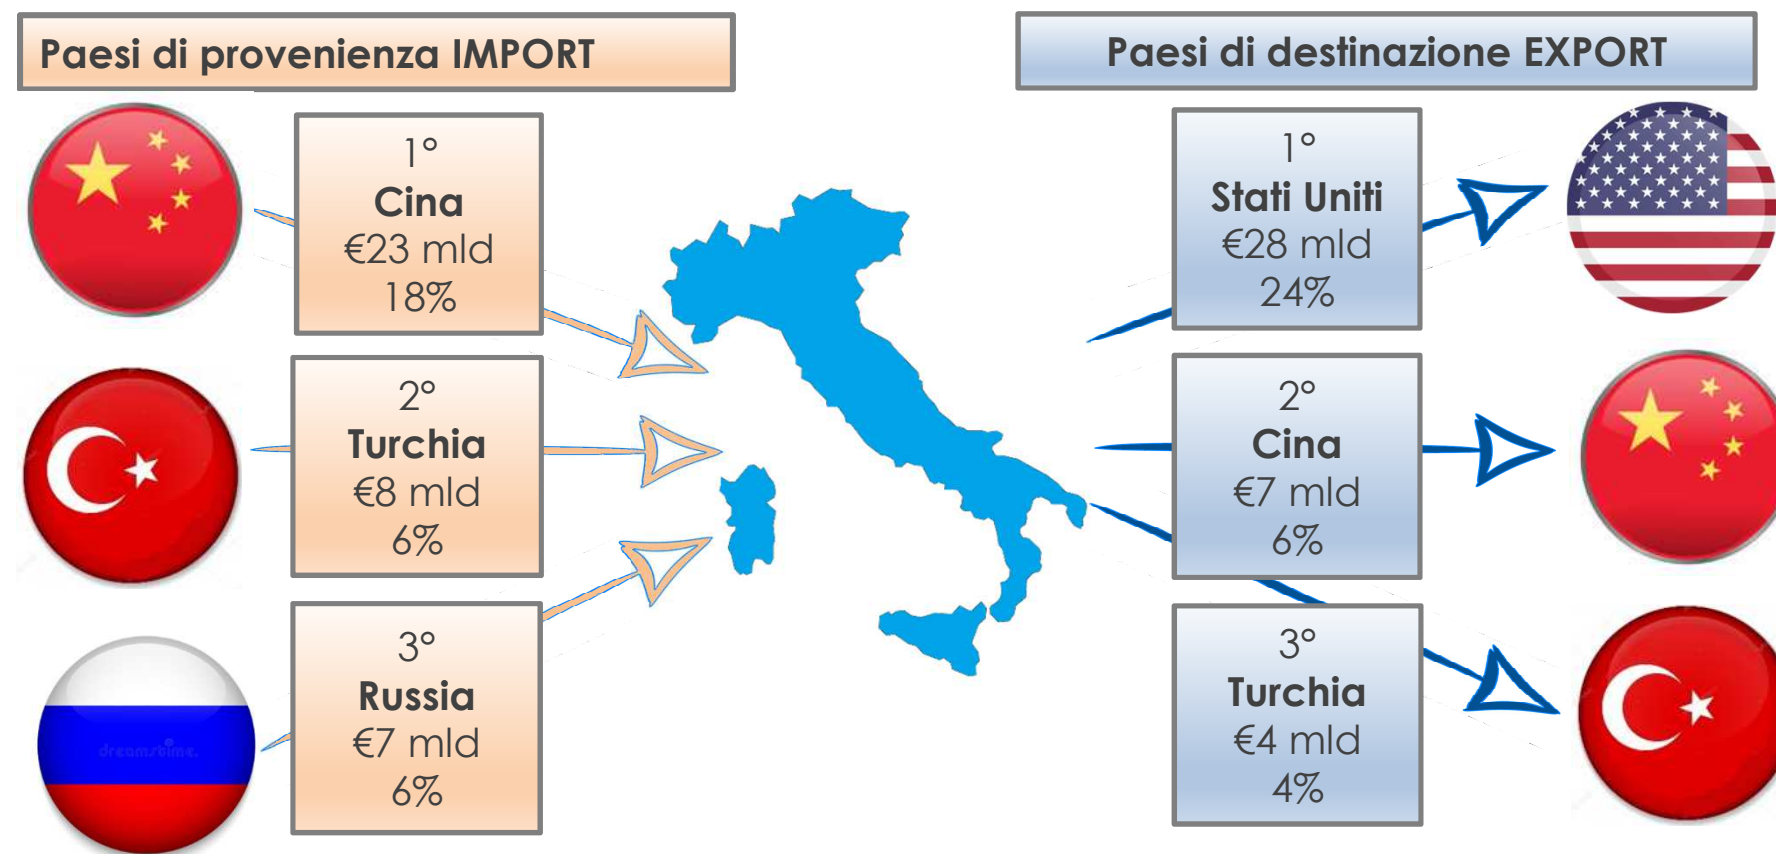 Paesi di provenienza IMPORT
1°
Cina
€23 mld
18%
2°
Turchia
€8 mld
6%
3°
Russia
€7 mld
6%
dreamstime.
Paesi di destinazione EXPORT
1°
Stati Uniti
€28 mld
24%
2°
Cina
€7 mld
6%
3°
Turchia
€4 mld
4%